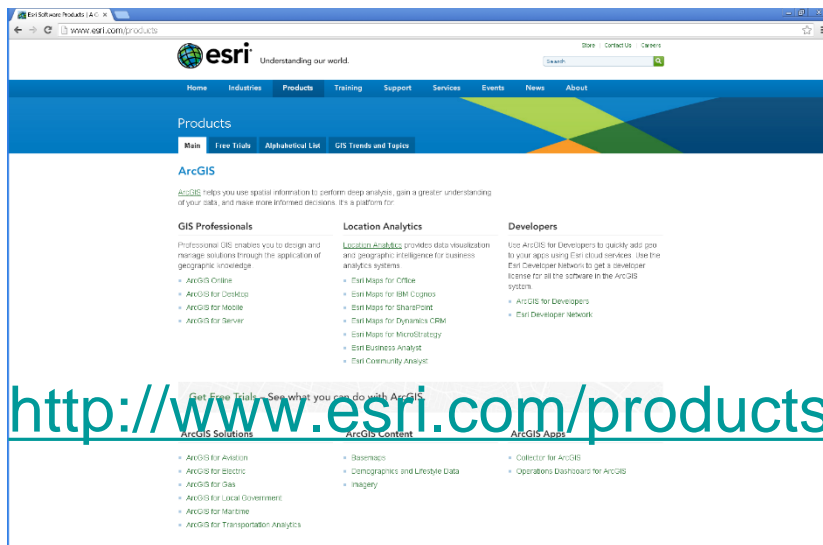 Esri Software Products | ArcG
www.esri.com/products
esri Understanding our world.
Store | Contact Us | Careers
Search
Home Industries Products Training Support Services Events News About
Products
Main Free Trials Alphabetical List GIS Trends and Topics
ArcGIS
ArcGIS helps you use spatial information to perform deep analysis, gain a greater understanding
of your data, and make more informed decisions. It's a platform for
GIS Professionals
Professional GIS enables you to design and
manage solutions through the application of
geographic knowledge.
ArcGIS Online
ArcGIS for Desktop
ArcGIS for Mobile
ArcGIS for Server
Location Analytics
Location Analytics provides data visualization
and geographic intelligence for business
analytics systems.
Esri Maps for Office
Esri Maps for IBM Cognos
Esri Maps for SharePoint
Esri Maps for Dynamics CRM
Esri Maps for MicroStrategy
Esri Business Analyst
Esri Community Analyst
Developers
Use ArcGIS for Developers to quickly add geo
to your apps using Esri cloud services. Use the
Esri Developer Network to get a developer
license for all the software in the ArcGIS
system.
ArcGIS for Developers
Esri Developer Network
Get Free Trials - See what you can do with ArcGIS.
http://www.esri.com/products
ArcGIS Solutions
ArcGIS for Aviation
ArcGIS for Electric
ArcGIS for Gas
ArcGIS for Local Government
ArcGIS for Maritime
ArcGIS for Transportation Analytics
ArcGIS Content
Basemaps
Demographics and Lifestyle Data
Imagery
ArcGIS Apps
Collector for ArcGIS
Operations Dashboard for ArcGIS